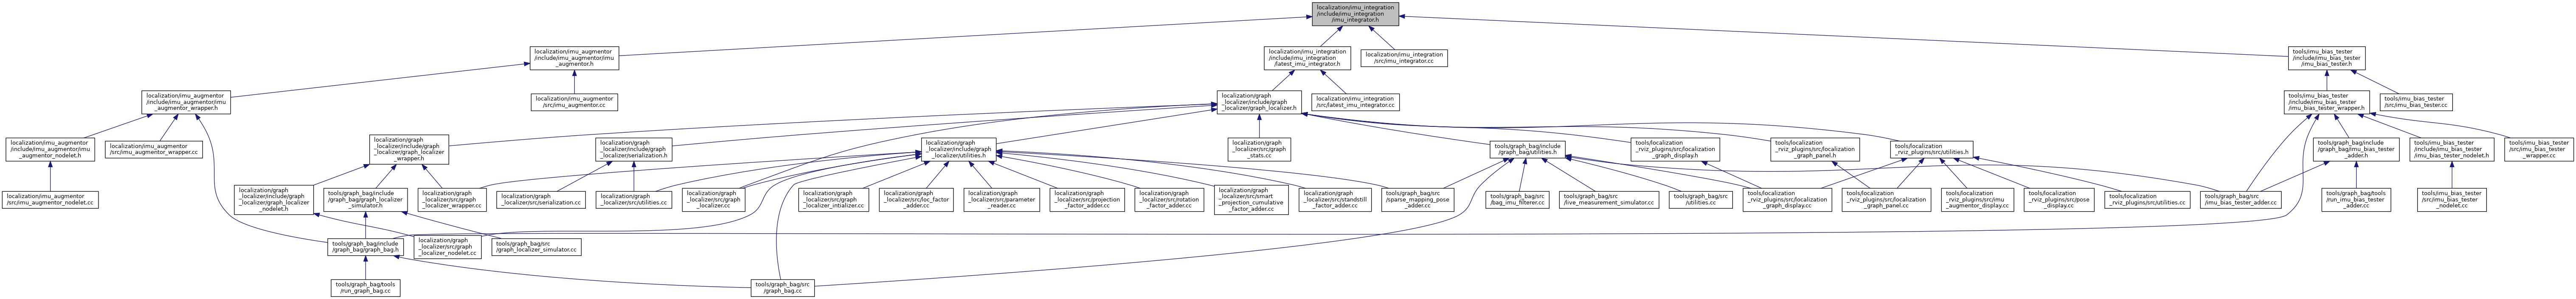 localization/imu_integration
/include/imu_integration
/imu_integrator.h
localization/imu_augmentor
/include/imu_augmentor/imu
_augmentor.h
localization/imu_integration
/include/imu_integration
/latest_imu_integrator.h
localization/imu_integration
/src/imu_integrator.cc
tools/imu_bias_tester
/include/imu_bias_tester
/imu_bias_tester.h
localization/imu_augmentor
/include/imu_augmentor/imu
_augmentor_wrapper.h
localization/imu_augmentor
/src/imu_augmentor.cc
localization/graph
_localizer/include/graph
_localizer/graph_localizer.h
localization/imu_integration
/src/latest_imu_integrator.cc
tools/imu_bias_tester
/include/imu_bias_tester
/imu_bias_tester_wrapper.h
tools/imu_bias_tester
/src/imu_bias_tester.cc
localization/imu_augmentor
/include/imu_augmentor/imu
_augmentor_nodelet.h
localization/imu_augmentor
/src/imu_augmentor_wrapper.cc
localization/graph
_localizer/include/graph
_localizer/graph_localizer
_wrapper.h
localization/graph
_localizer/include/graph
_localizer/serialization.h
localization/graph
_localizer/include/graph
_localizer/utilities.h
localization/graph
_localizer/src/graph
_stats.cc
tools/graph_bag/include
/graph_bag/utilities.h
tools/localization
_rviz_plugins/src/localization
_graph_display.h
tools/localization
_rviz_plugins/src/localization
_graph_panel.h
tools/localization
_rviz_plugins/src/utilities.h
tools/graph_bag/include
/graph_bag/imu_bias_tester
_adder.h
tools/imu_bias_tester
/include/imu_bias_tester
/imu_bias_tester_nodelet.h
tools/imu_bias_tester
/src/imu_bias_tester
_wrapper.cc
localization/imu_augmentor
/src/imu_augmentor_nodelet.cc
localization/graph
_localizer/include/graph
_localizer/graph_localizer
_nodelet.h
tools/graph_bag/include
/graph_bag/graph_localizer
_simulator.h
localization/graph
_localizer/src/graph
_localizer_wrapper.cc
localization/graph
_localizer/src/serialization.cc
localization/graph
_localizer/src/utilities.cc
localization/graph
_localizer/src/graph
_localizer.cc
localization/graph
_localizer/src/graph
_localizer_intializer.cc
localization/graph
_localizer/src/loc_factor
_adder.cc
localization/graph
_localizer/src/parameter
_reader.cc
localization/graph
_localizer/src/projection
_factor_adder.cc
localization/graph
_localizer/src/rotation
_factor_adder.cc
localization/graph
_localizer/src/smart
_projection_cumulative
_factor_adder.cc
localization/graph
_localizer/src/standstill
_factor_adder.cc
tools/graph_bag/src
/sparse_mapping_pose
_adder.cc
tools/graph_bag/src
/bag_imu_filterer.cc
tools/graph_bag/src
/live_measurement_simulator.cc
tools/graph_bag/src
/utilities.cc
tools/localization
_rviz_plugins/src/localization
_graph_display.cc
tools/localization
_rviz_plugins/src/localization
_graph_panel.cc
tools/localization
_rviz_plugins/src/imu
_augmentor_display.cc
tools/localization
_rviz_plugins/src/pose
_display.cc
tools/localization
_rviz_plugins/src/utilities.cc
tools/graph_bag/src
/imu_bias_tester_adder.cc
tools/graph_bag/tools
/run_imu_bias_tester
_adder.cc
tools/imu_bias_tester
/src/imu_bias_tester
_nodelet.cc
tools/graph_bag/include
/graph_bag/graph_bag.h
localization/graph
_localizer/src/graph
_localizer_nodelet.cc
tools/graph_bag/src
/graph_localizer_simulator.cc
tools/graph_bag/tools
/run_graph_bag.cc
tools/graph_bag/src
/graph_bag.cc